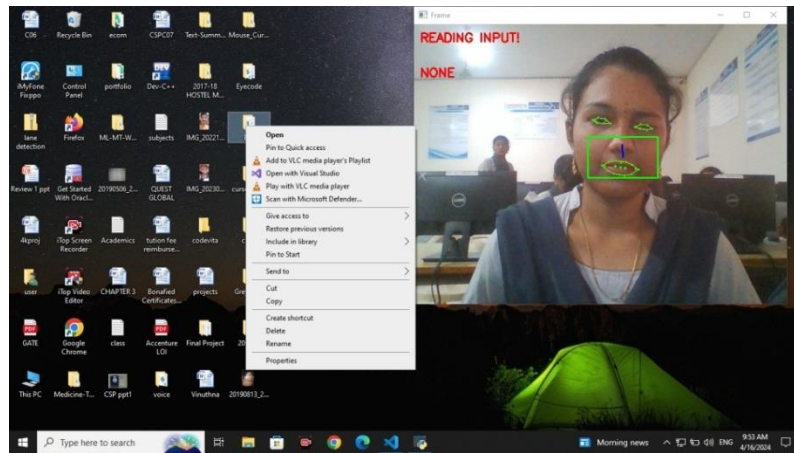 C06
Recycle Bin
ecom
CSPC07
Text-Summ...
Mouse_Cur...
iMyFone
Fixppo
Control
Panel
portfolio
Dev-C++
2017-18
HOSTEL M...
Eyecode
lane
detection
Firefox
ML-MT-W...
subjects
IMG_20221...
Review 1 ppt
Get Started
With Oracl...
20190506_2...
QUEST
GLOBAL
IMG_20230...
4kproj
iTop Screen
Recorder
Academics
tution fee
reimburse...
codevita
user
iTop Video
Editor
CHAPTER 3
Bonafied
Certificates...
projects
GATE
Google
Chrome
class
Accenture
LOI
Final Project
This PC
Medicine-T...
CSP ppt1
voice
Vinuthna
20190813_2...
Open
Pin to Quick access
Add to VLC media player's Playlist
Open with Visual Studio
Play with VLC media player
Scan with Microsoft Defender...
Give access to
Restore previous versions
Include in library
Pin to Start
Send to
Cut
Copy
Create shortcut
Delete
Rename
Properties
Frame
READING INPUT!
NONE
Type here to search
Morning news
ENG
9:53 AM
4/16/2024